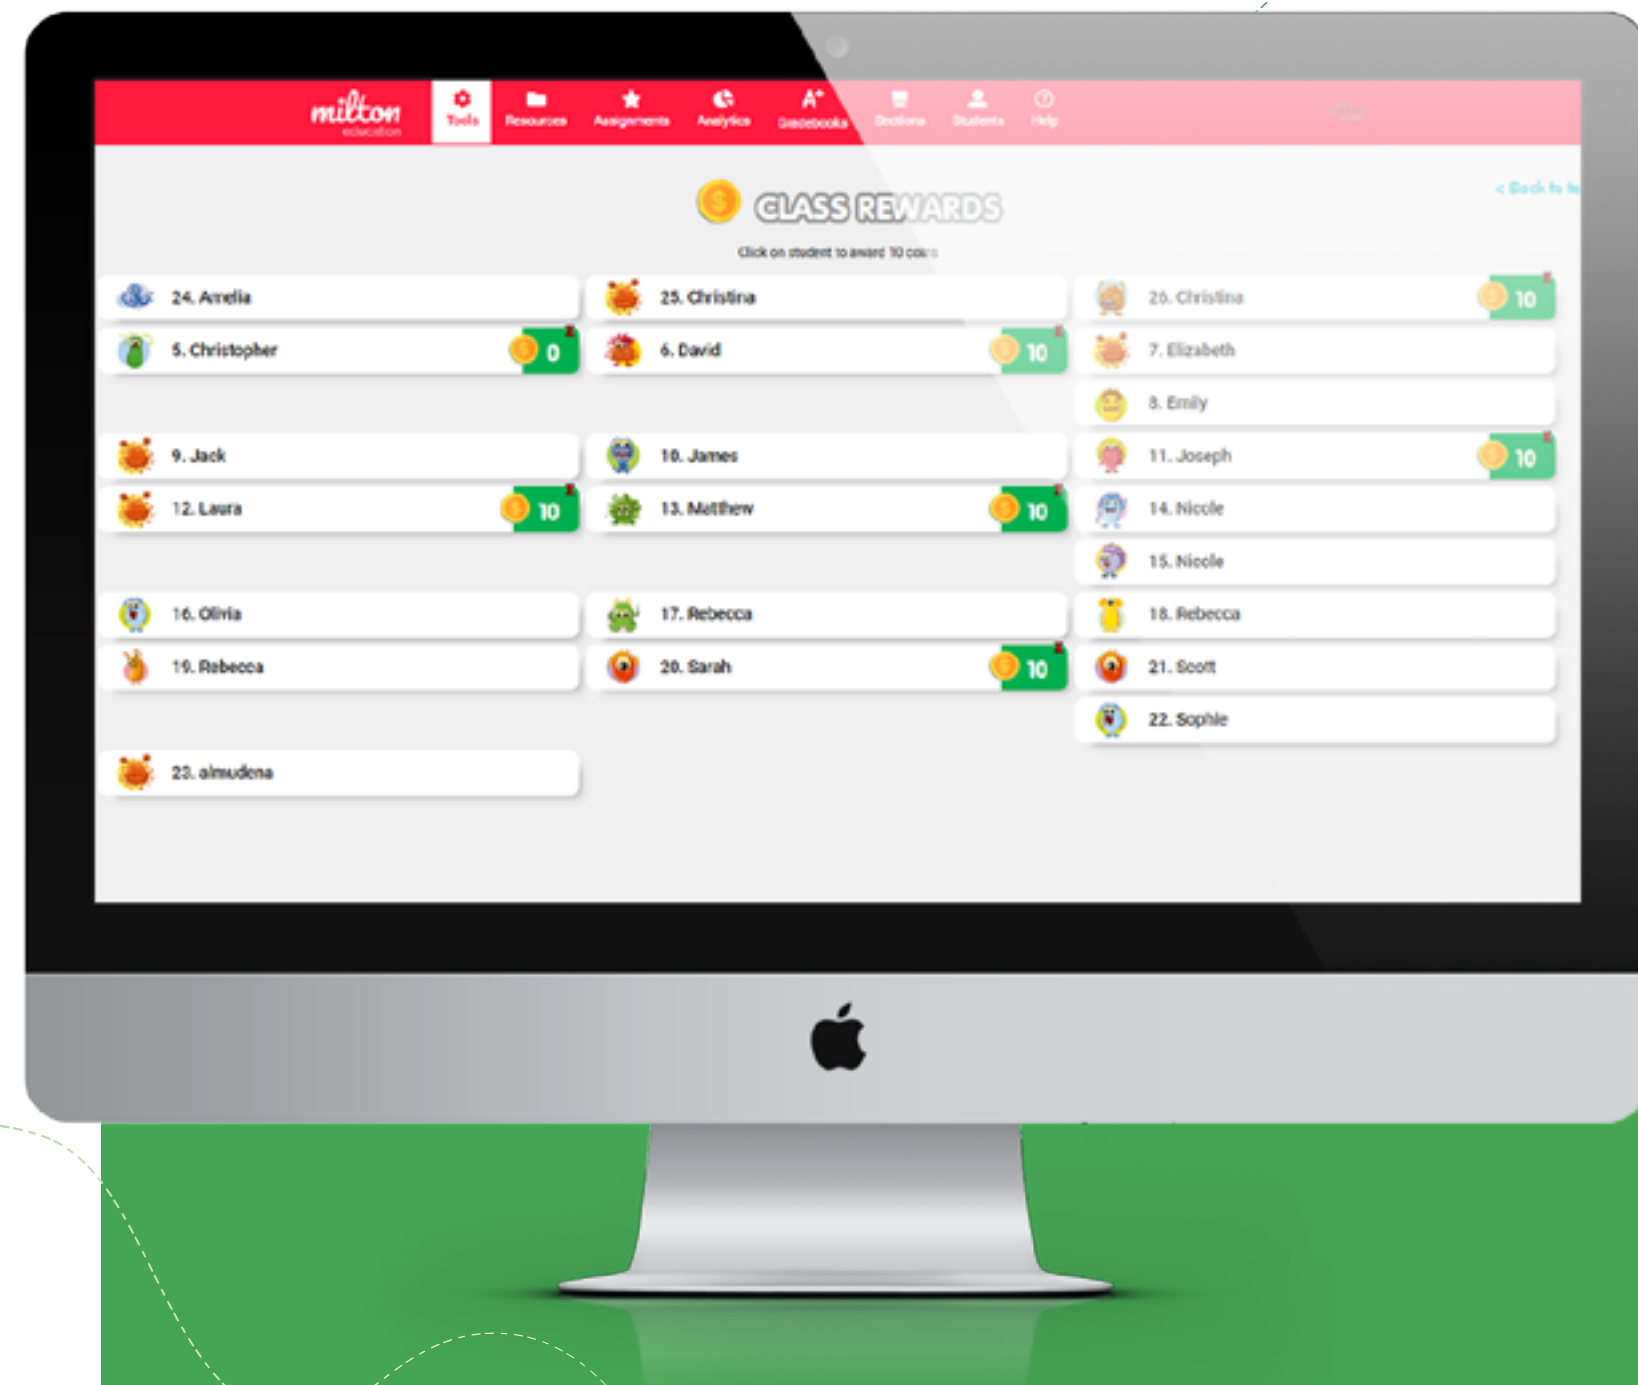 milton
education
Tools Resources Assignments Analytics Gradebooks Sections Students Help
< Back to
CLASS REWARDS
Click on student to award 10 coins
24. Amelia
25. Christina
26. Christina 10
5. Christopher 0
6. David 10
7. Elizabeth
8. Emily
9. Jack
10. James
11. Joseph 10
12. Laura 10
13. Matthew 10
14. Nicole
15. Nicole
16. Olivia
17. Rebecca
18. Rebecca
19. Rebecca
20. Sarah 10
21. Scott
22. Sophie
23. almudena